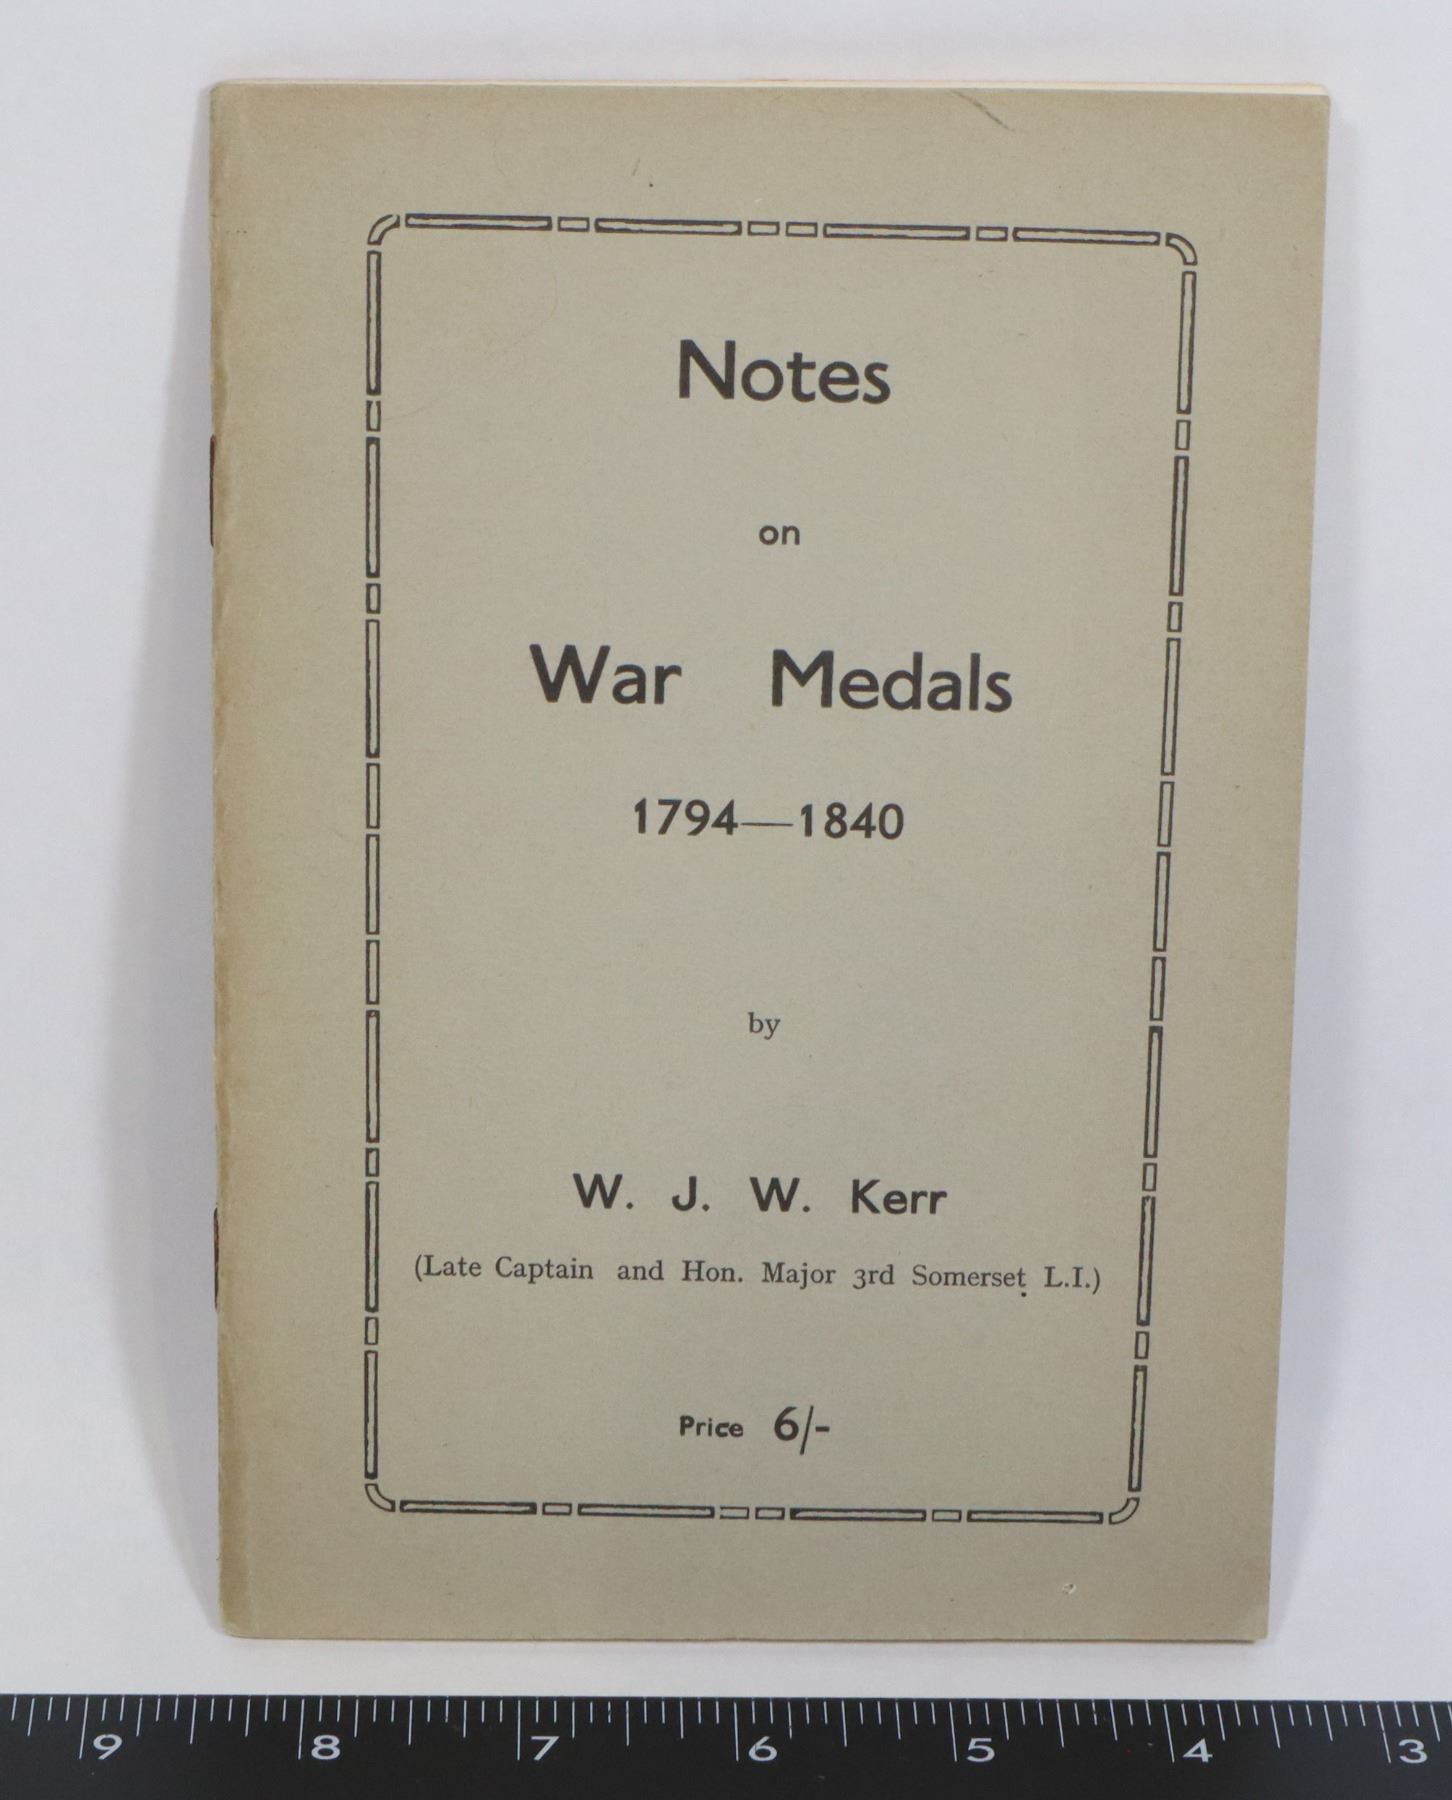 Notes
on
War Medals
1794—1840
by
W. J. W. Kerr
(Late Captain and Hon. Major 3rd Somerset L.I.)
Price 6/-
9 8 7 6 5 4 3